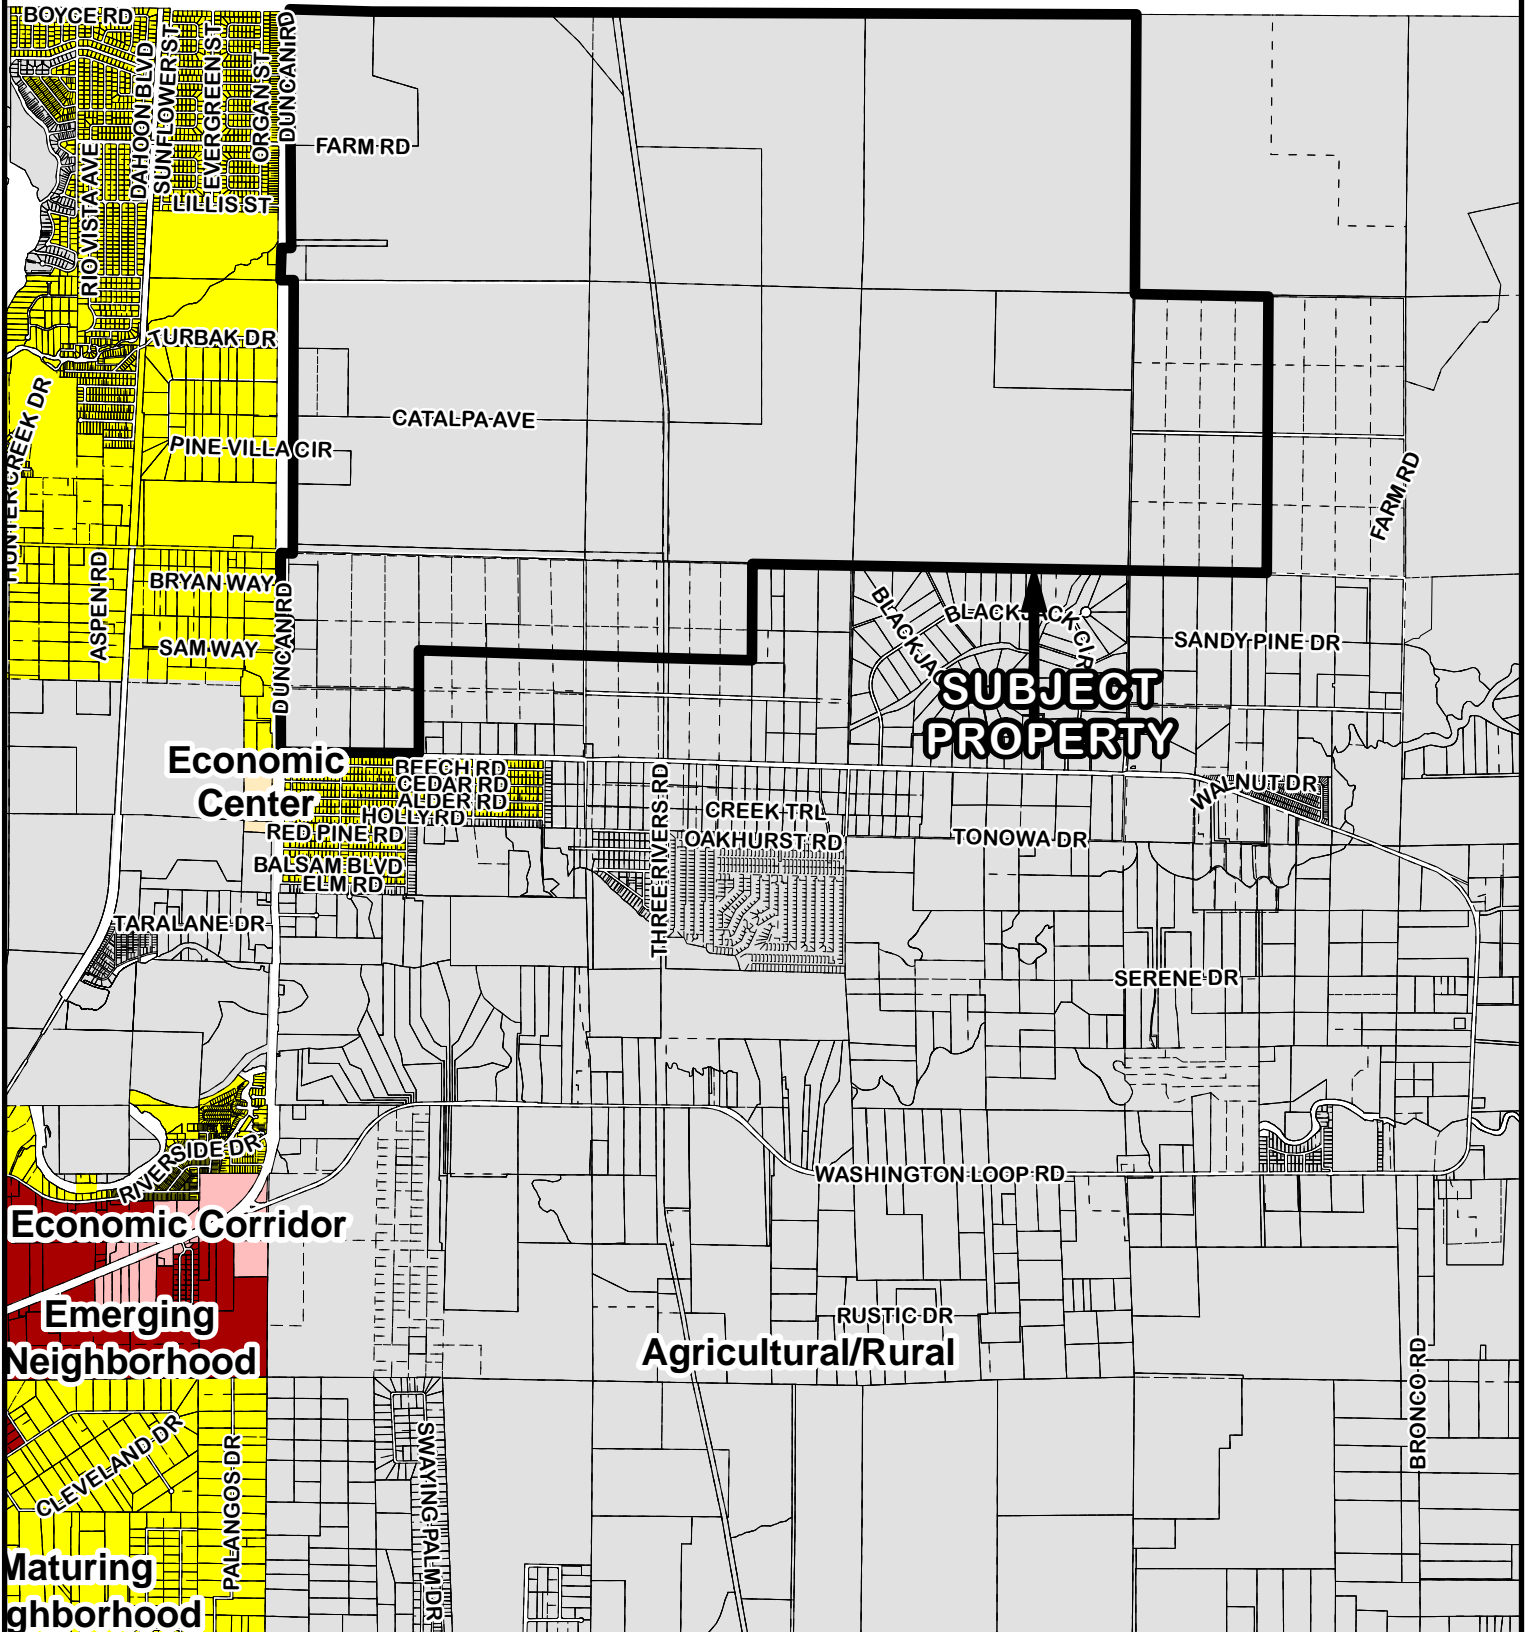 BOYCE RD
RIO VISTA AVE
DAHOON BLVD
SUNFLOWER ST
EVERGREEN ST
ORGAN ST
DUNCAN RD
FARM RD
LILLIS ST
TURBAK DR
HUNTER CREEK DR
CATALPA AVE
PINE VILLA CIR
FARM RD
ASPEN RD
BRYAN WAY
SAM WAY
DUNCAN RD
BLACKJA
BLACKJACK CIR
SANDY PINE DR
SUBJECT
PROPERTY
Economic
Center
BEECH RD
CEDAR RD
ALDER RD
HOLLY RD
RED PINE RD
BALSAM BLVD
ELM RD
THREE RIVERS RD
CREEK TRL
OAKHURST RD
TONOWA DR
WALNUT DR
TARALANE DR
SERENE DR
RIVERSIDE DR
WASHINGTON LOOP RD
Economic Corridor
Emerging
Neighborhood
RUSTIC DR
Agricultural/Rural
BRONCO RD
CLEVELAND DR
PALANGOS DR
SWAYING PALM DR
Maturing
ghborhood